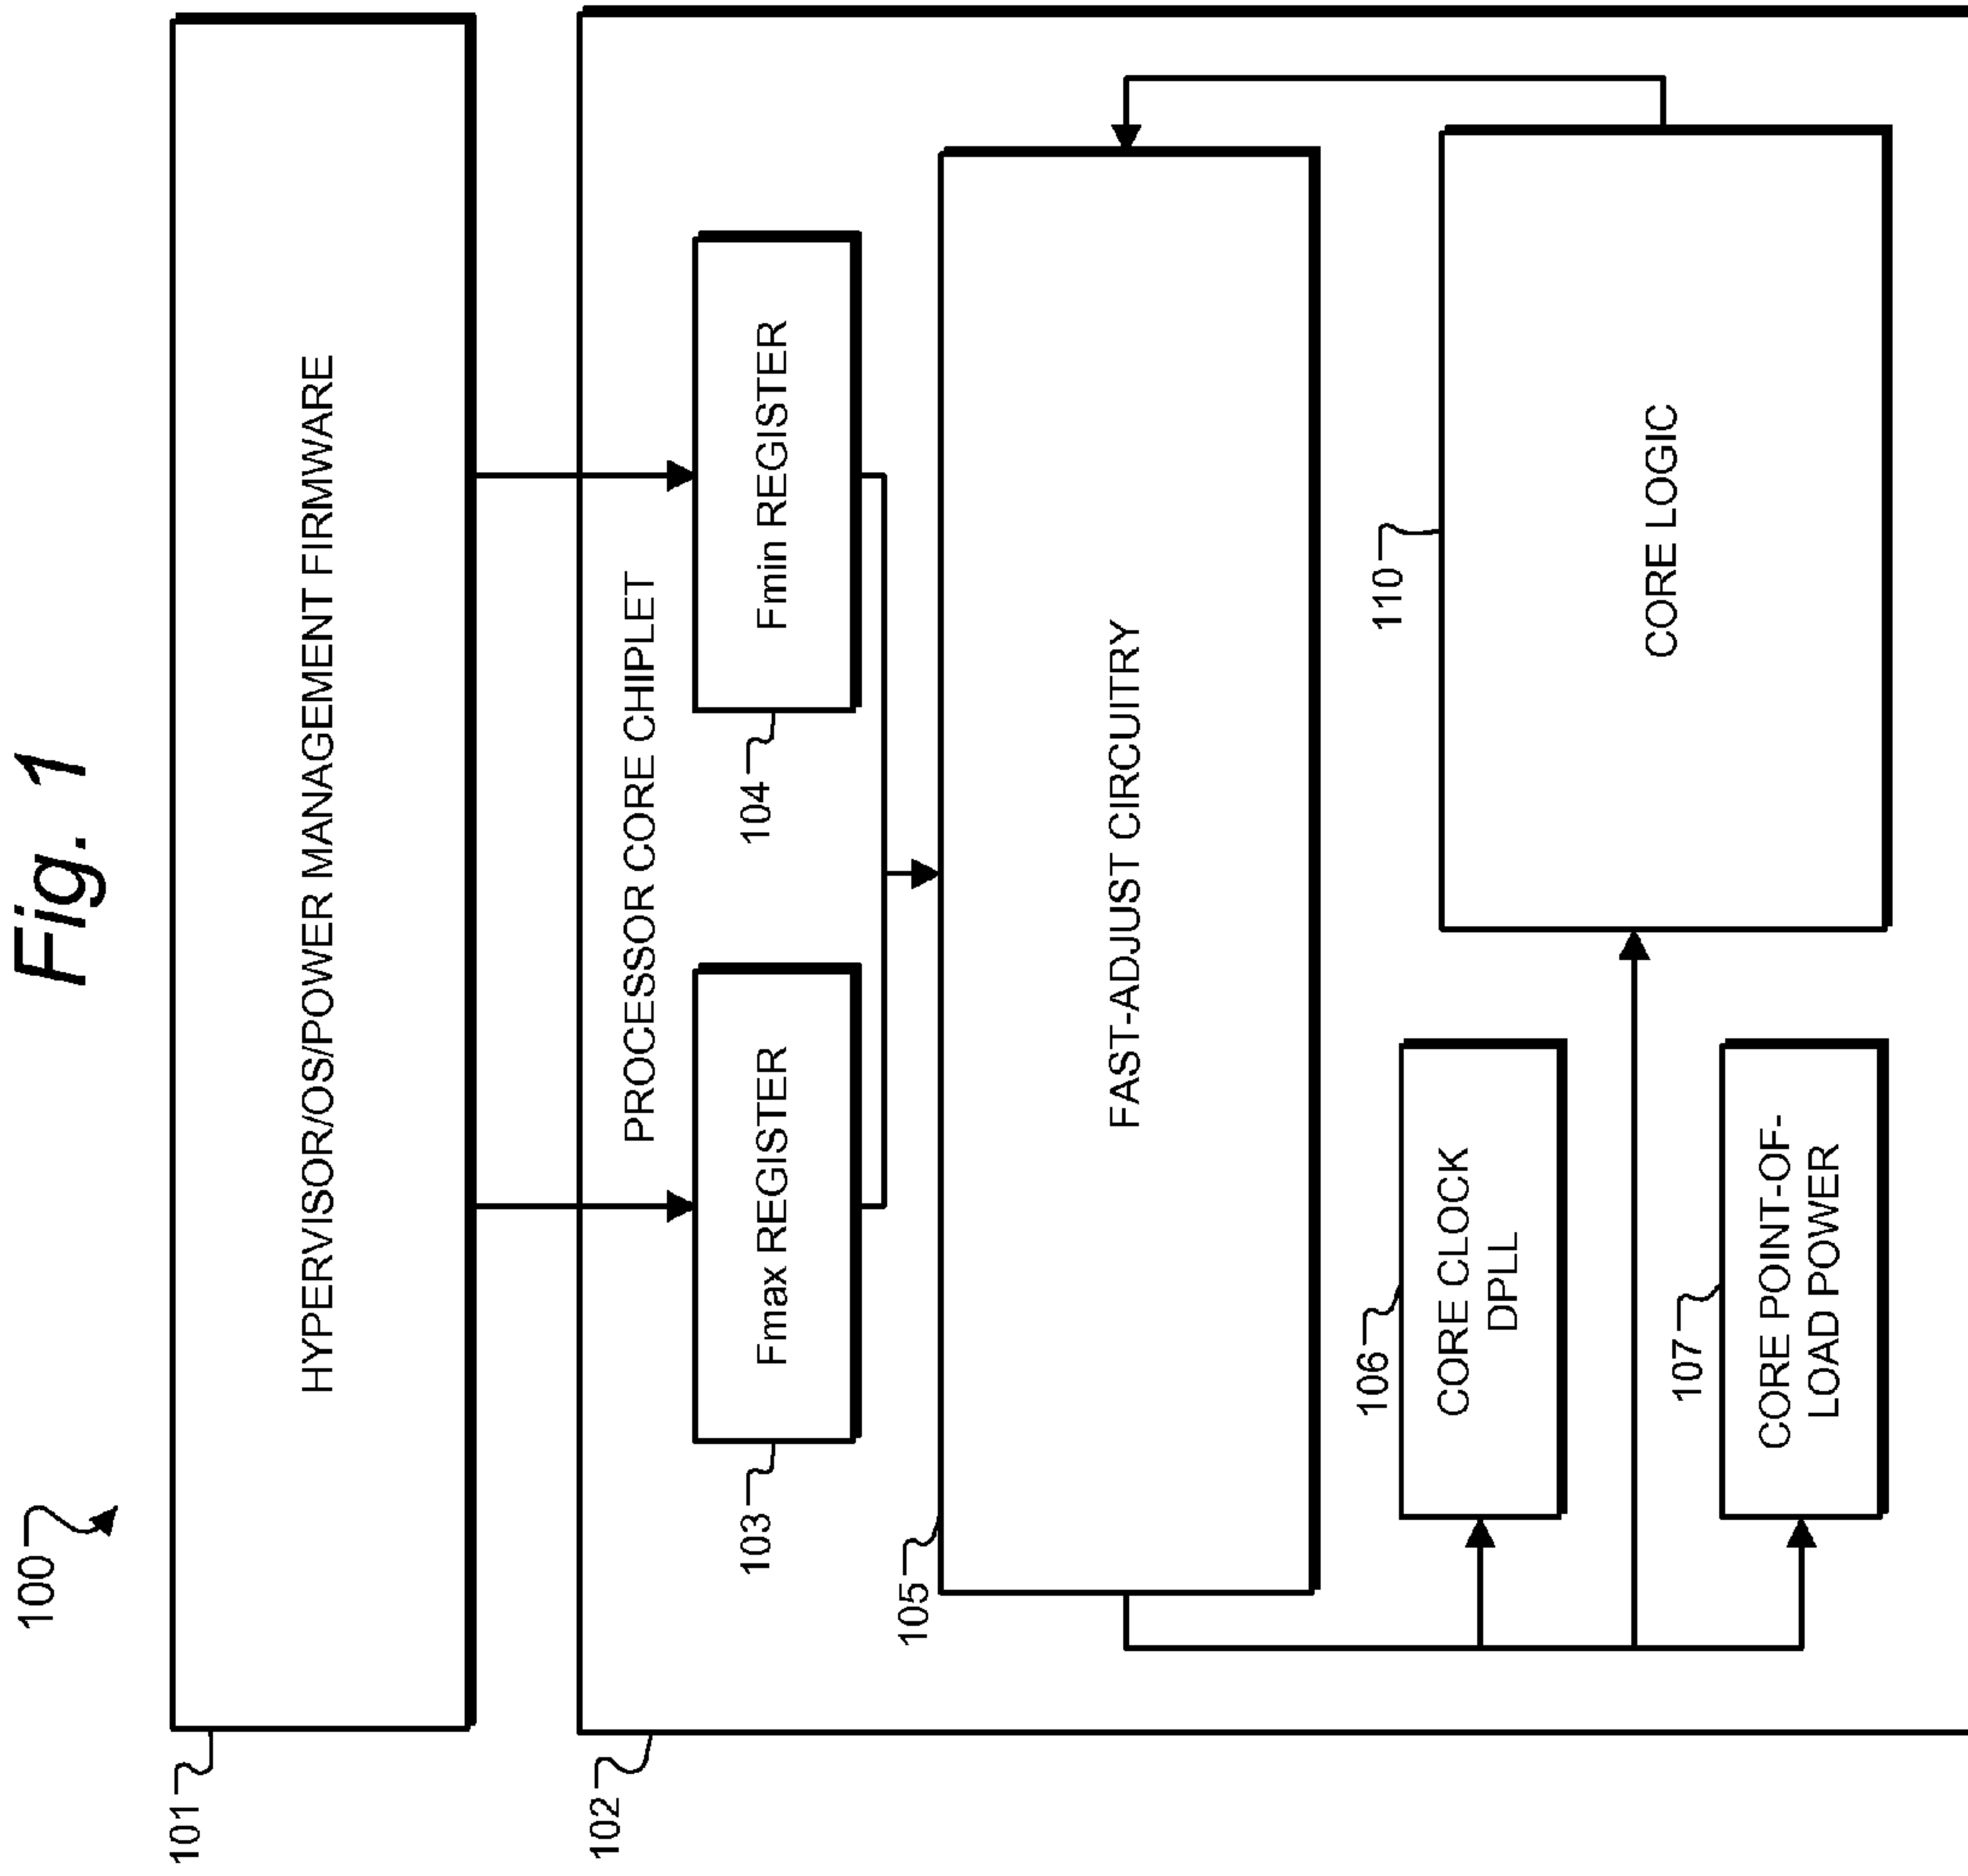 Fig. 1
100
101
HYPERVISOR/OS/POWER MANAGEMENT FIRMWARE
102
PROCESSOR CORE CHIPLET
103
Fmax REGISTER
104
Fmin REGISTER
105
FAST-ADJUST CIRCUITRY
106
CORE CLOCK
DPLL
110
CORE LOGIC
107
CORE POINT-OF-
LOAD POWER